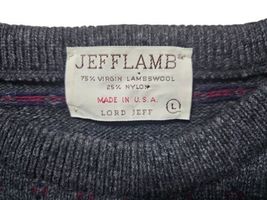 JEFFLAMB
75% VIRGIN LAMBSWOOL
25% NYLON
MADE IN U.S.A.
L
LORD JEFF